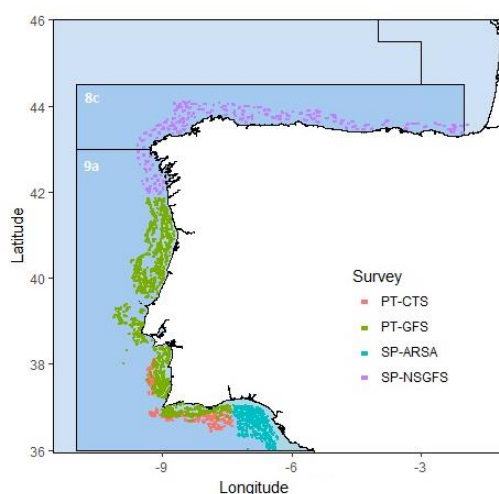 46
44
42
40
38
36
8c
9a
Latitude
Survey
PT-CTS
PT-GFS
SP-ARSA
SP-NSGFS
-9
-6
-3
Longitude